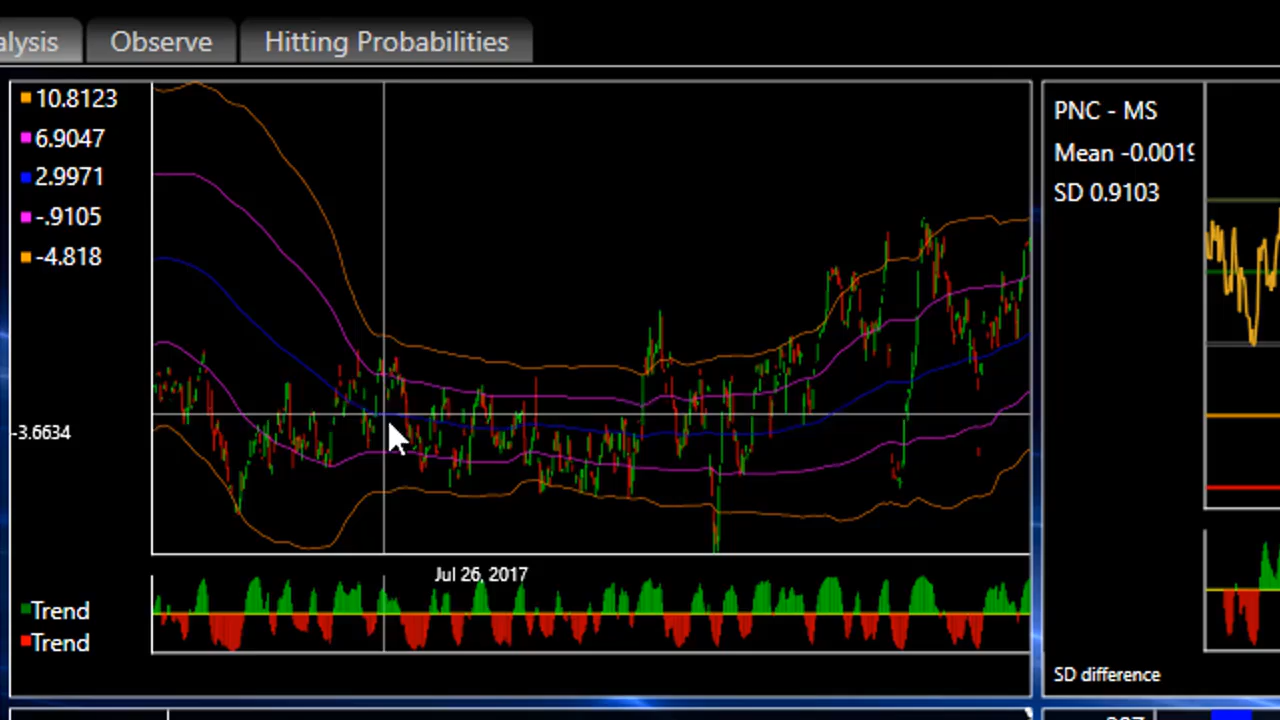 alysis
Observe
Hitting Probabilities
10.8123
6.9047
2.9971
-.9105
-4.818
-3.6634
Jul 26, 2017
Trend
Trend
PNC - MS
Mean -0.0019
SD 0.9103
SD difference